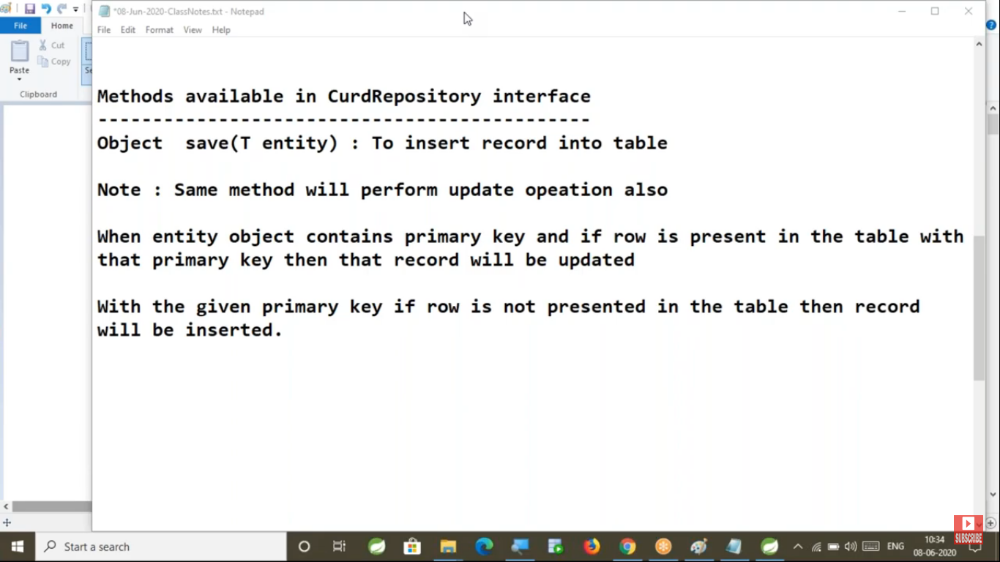 *08-Jun-2020-ClassNotes.txt - Notepad
File Home
File Edit Format View Help
Cut
Copy
Paste
Se
Clipboard
Methods available in CurdRepository interface
---------------------------------------------
Object  save(T entity) : To insert record into table
Note : Same method will perform update opeation also
When entity object contains primary key and if row is present in the table with
that primary key then that record will be updated
With the given primary key if row is not presented in the table then record
will be inserted.
SUBSCRIBE
Start a search
ENG
10:34
08-06-2020